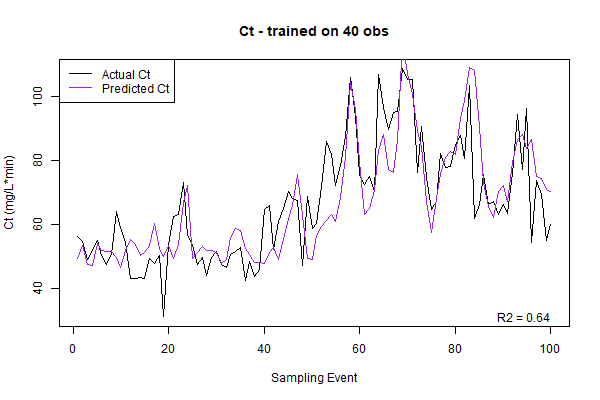 Ct - trained on 40 obs
Actual Ct
Predicted Ct
Ct (mg/L*min)
100
80
60
40
R2 = 0.64
0 20 40 60 80 100
Sampling Event